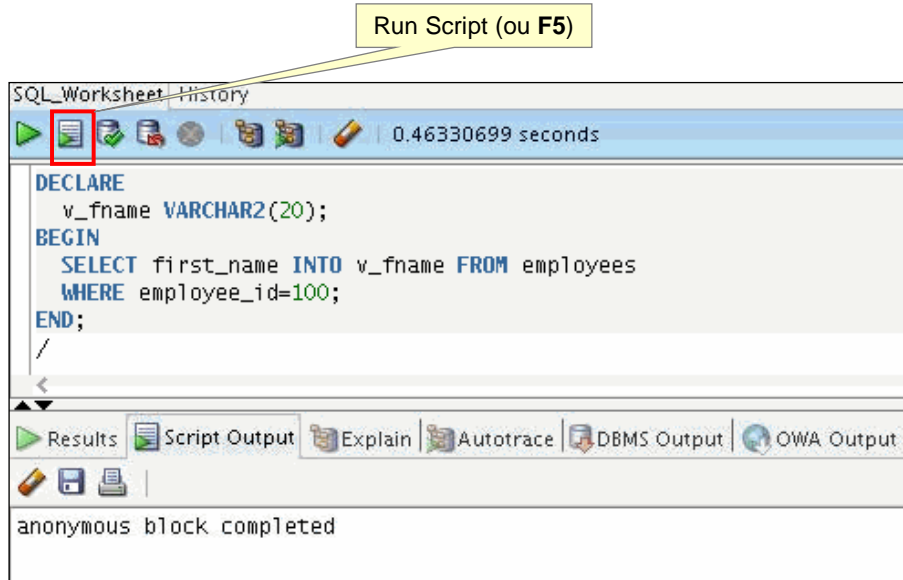 Run Script (ou F5)
SQL_Worksheet History
0.46330699 seconds
DECLARE
v_fname VARCHAR2(20);
BEGIN
SELECT first_name INTO v_fname FROM employees
WHERE employee_id=100;
END;
/
Results Script Output Explain Autotrace DBMS Output OWA Output
anonymous block completed